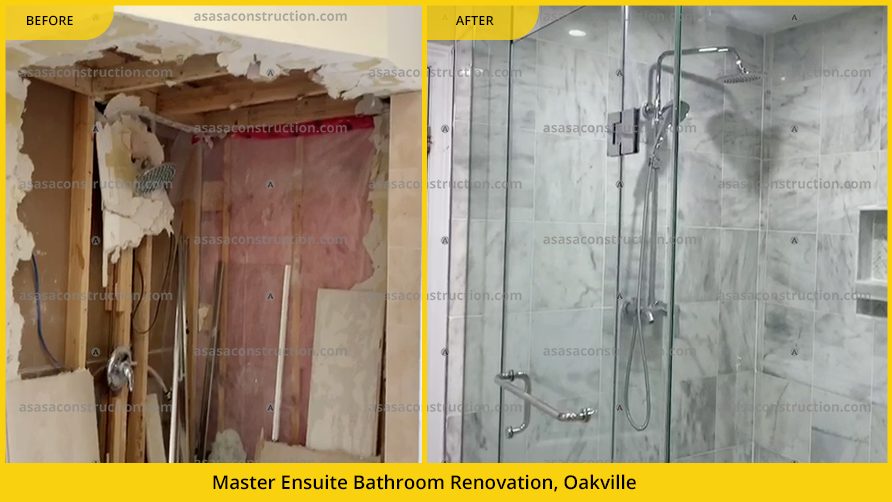 BEFORE
AFTER
asasaconstruction.com
Master Ensuite Bathroom Renovation, Oakville